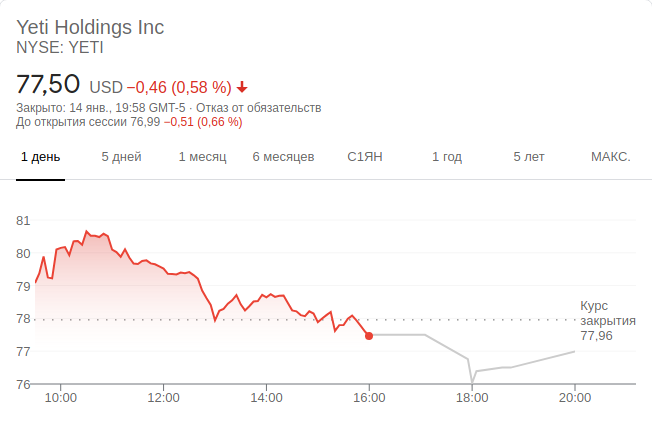 Yeti Holdings Inc
NYSE: YETI
77,50 USD −0,46 (0,58 %)
Закрыто: 14 янв., 19:58 GMT-5 · Отказ от обязательств
До открытия сессии 76,99 −0,51 (0,66 %)
1 день 5 дней 1 месяц 6 месяцев С1ЯН 1 год 5 лет МАКС.
81
80
79
78
77
76
Курс
закрытия
77,96
10:00 12:00 14:00 16:00 18:00 20:00